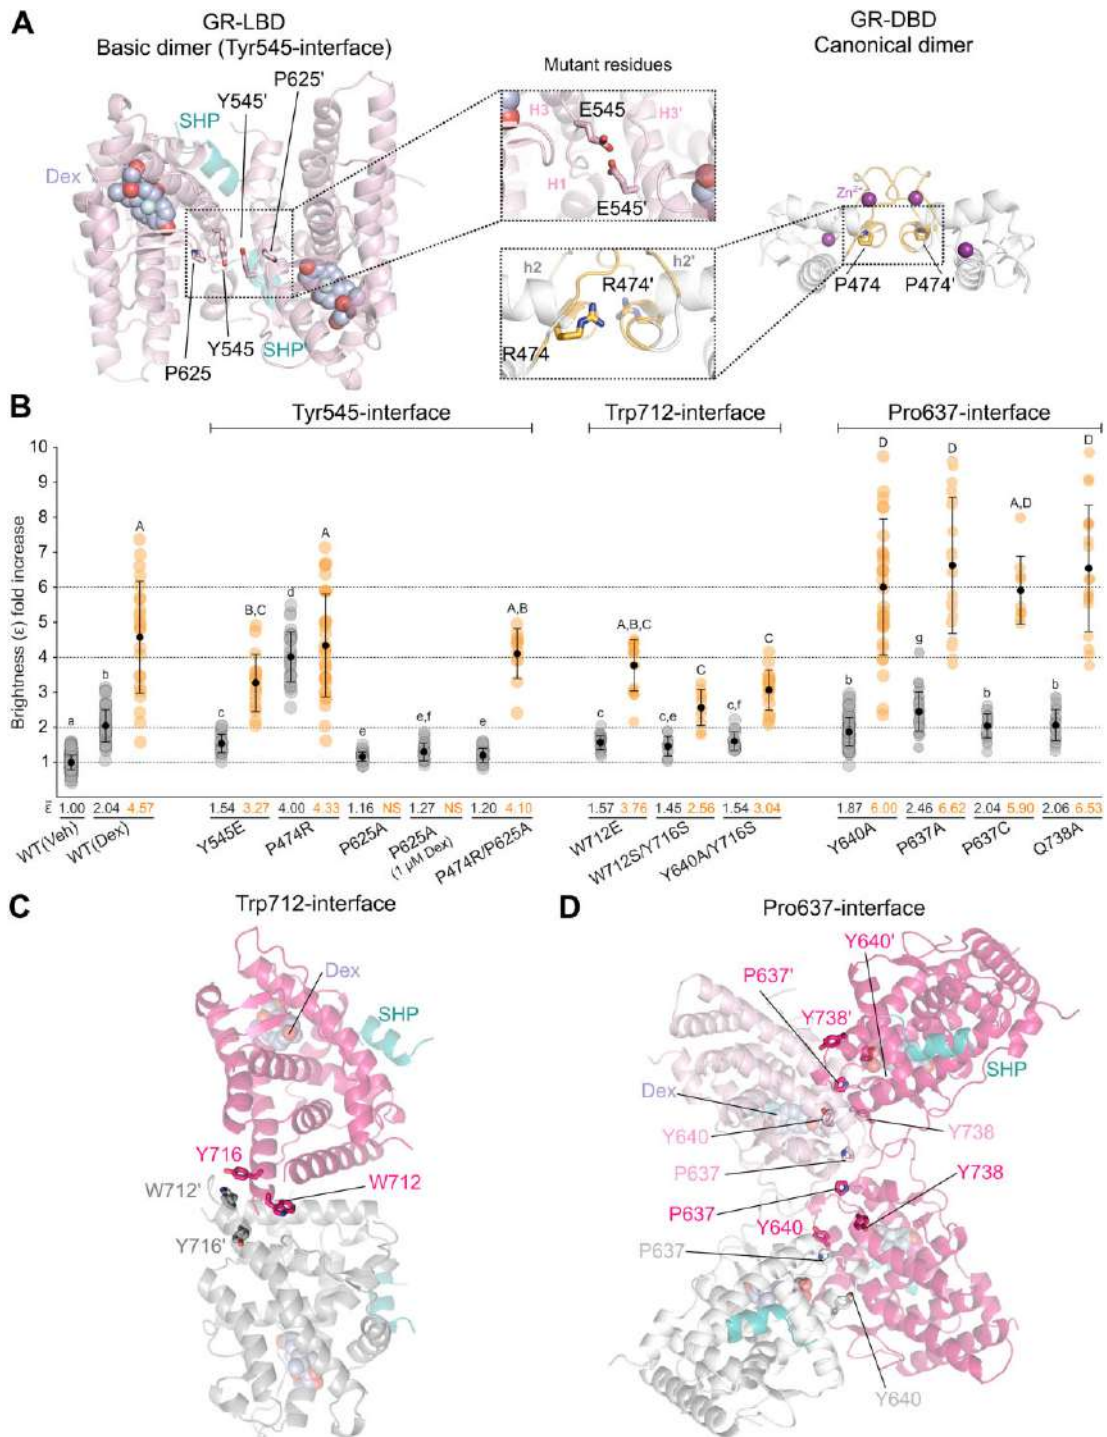 A
GR-LBD
Basic dimer (Tyr545-interface)
GR-DBD
Canonical dimer
P625'
Y545'
SHP
Dex
Y545
SHP'
P625
Mutant residues
H3
E545
H3'
H1
E545'
h2
h2'
R474'
R474
Zn²⁺
P474
P474'
B
Tyr545-interface
Trp712-interface
Pro637-interface
Brightness (ε) fold increase
10
9
8
7
6
5
4
3
2
1
a
b
A
c
B,C
d
A
e
e,f
e
A,B
c
A,B,C
c,e
C
c,f
C
b
D
g
D
b
A,D
b
D
ε̅ 1.00 2.04 4.57 1.54 3.27 4.00 4.33 1.16 NS 1.27 NS 1.20 4.10 1.57 3.76 1.45 2.56 1.54 3.04 1.87 6.00 2.46 6.62 2.04 5.90 2.06 6.53
WT(Veh)
WT(Dex)
Y545E
P474R
P625A
P625A
(1 μM Dex)
P474R/P625A
W712E
W712S/Y716S
Y640A/Y716S
Y640A
P637A
P637C
Q738A
C
Trp712-interface
Dex
SHP
Y716
W712'
W712
Y716'
D
Pro637-interface
Y640'
P637'
Y738'
SHP
Dex
Y640
Y738
P637
Y738
P637
Y640
P637
Y640